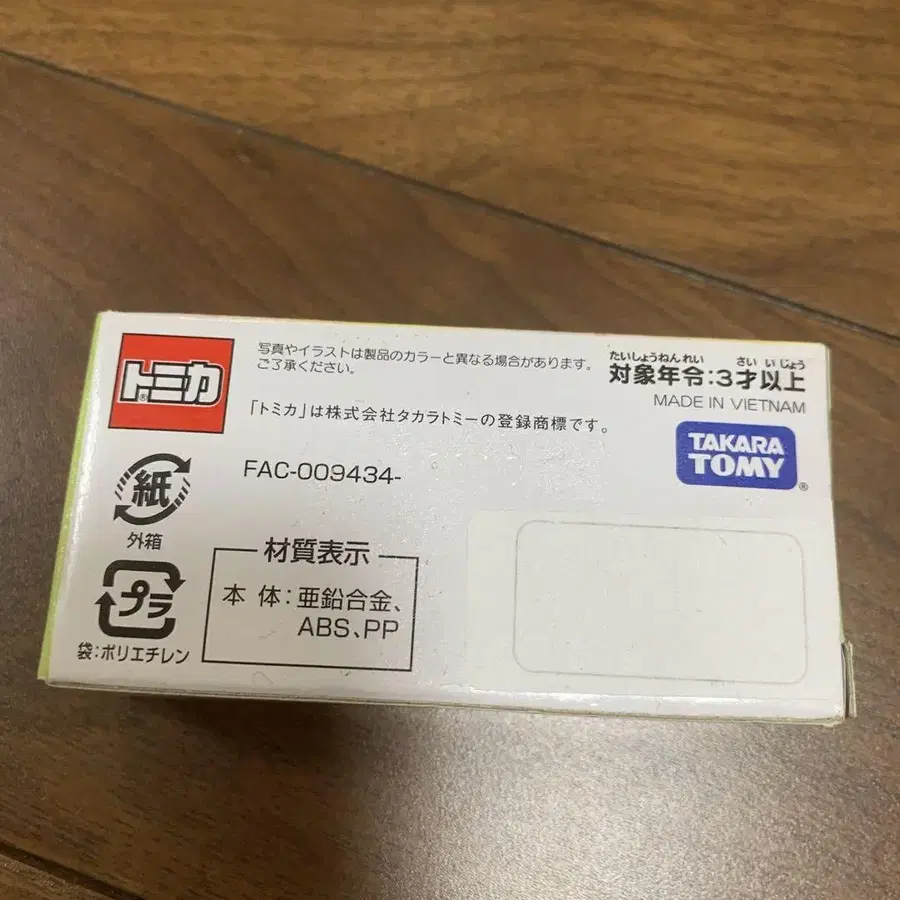 トミカ
®
写真やイラストは製品のカラーと異なる場合があります。
ご了承ください。
「トミカ」は株式会社タカラトミーの登録商標です。
たいしょうねんれい さい いじょう
対象年令:3才以上
MADE IN VIETNAM
TAKARA
TOMY
®
FAC-009434-
紙
外箱
プラ
袋:ポリエチレン
材質表示
本 体:亜鉛合金、
ABS、PP